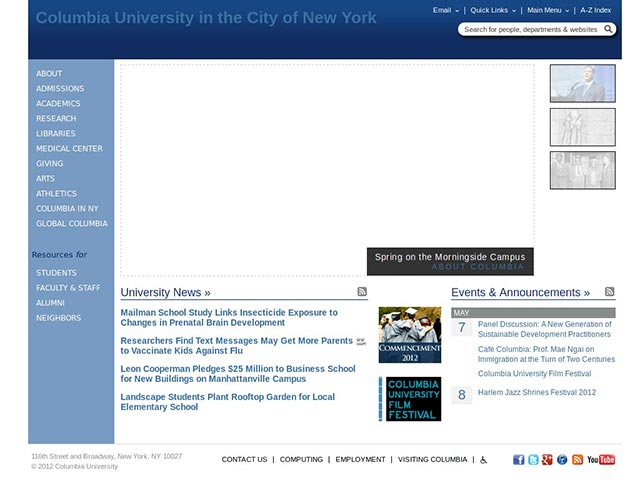 Columbia University in the City of New York
Email | Quick Links | Main Menu | A-Z Index
Search for people, departments & websites
ABOUT
ADMISSIONS
ACADEMICS
RESEARCH
LIBRARIES
MEDICAL CENTER
GIVING
ARTS
ATHLETICS
COLUMBIA IN NY
GLOBAL COLUMBIA
Resources for
STUDENTS
FACULTY & STAFF
ALUMNI
NEIGHBORS
Spring on the Morningside Campus
ABOUT COLUMBIA
University News »
Mailman School Study Links Insecticide Exposure to
Changes in Prenatal Brain Development
Researchers Find Text Messages May Get More Parents
to Vaccinate Kids Against Flu
Leon Cooperman Pledges $25 Million to Business School
for New Buildings on Manhattanville Campus
Landscape Students Plant Rooftop Garden for Local
Elementary School
COMMENCEMENT
2012
COLUMBIA
UNIVERSITY
FILM
FESTIVAL
Events & Announcements »
MAY
7
Panel Discussion: A New Generation of
Sustainable Development Practitioners
Café Columbia: Prof. Mae Ngai on
Immigration at the Turn of Two Centuries
Columbia University Film Festival
8
Harlem Jazz Shrines Festival 2012
116th Street and Broadway, New York, NY 10027
© 2012 Columbia University
CONTACT US | COMPUTING | EMPLOYMENT | VISITING COLUMBIA |
You Tube